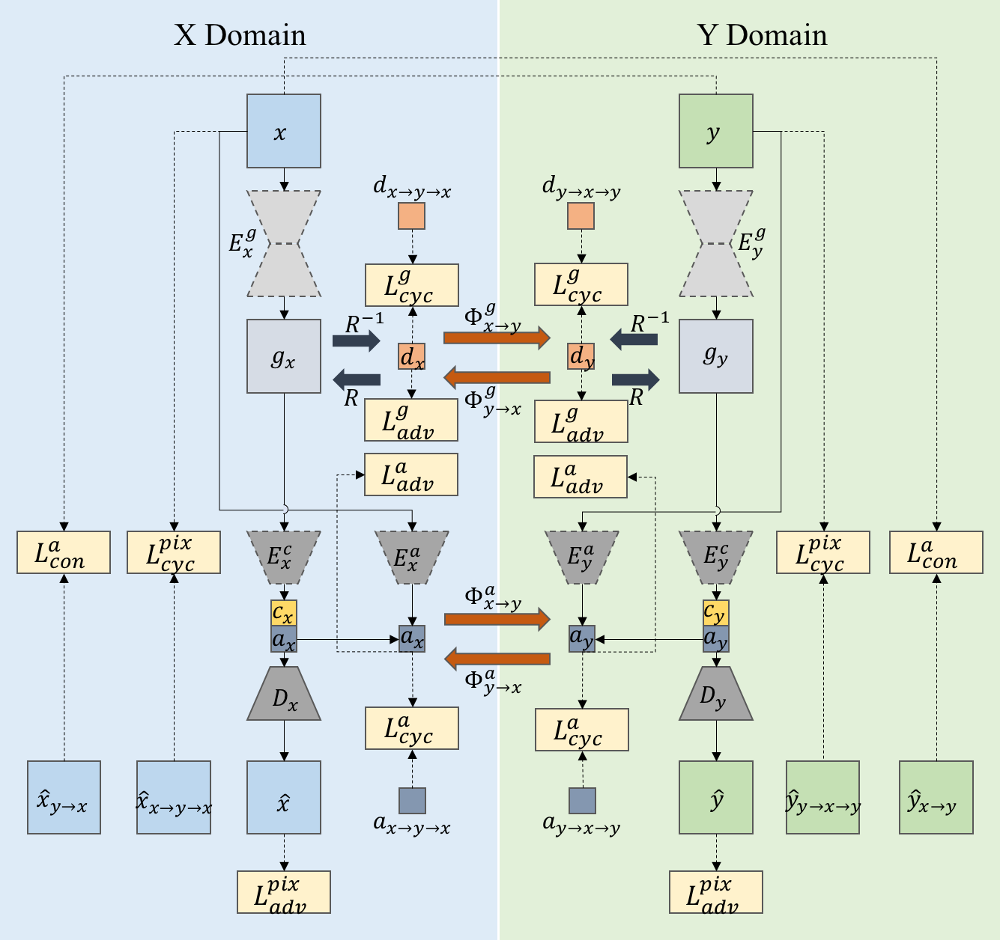 X Domain
Y Domain
x
y
d_{x→y→x}
d_{y→x→y}
E_x^g
E_y^g
L_{cyc}^g
L_{cyc}^g
R^{-1}
Φ_{x→y}^g
R^{-1}
g_x
d_x
d_y
g_y
R
Φ_{y→x}^g
R
L_{adv}^g
L_{adv}^g
L_{adv}^a
L_{adv}^a
L_{con}^a
L_{cyc}^{pix}
E_x^c
E_x^a
E_y^a
E_y^c
L_{cyc}^{pix}
L_{con}^a
Φ_{x→y}^a
c_x
c_y
a_x
a_x
a_y
a_y
Φ_{y→x}^a
D_x
D_y
L_{cyc}^a
L_{cyc}^a
x̂_{y→x}
x̂_{x→y→x}
x̂
ŷ
ŷ_{y→x→y}
ŷ_{x→y}
a_{x→y→x}
a_{y→x→y}
L_{adv}^{pix}
L_{adv}^{pix}